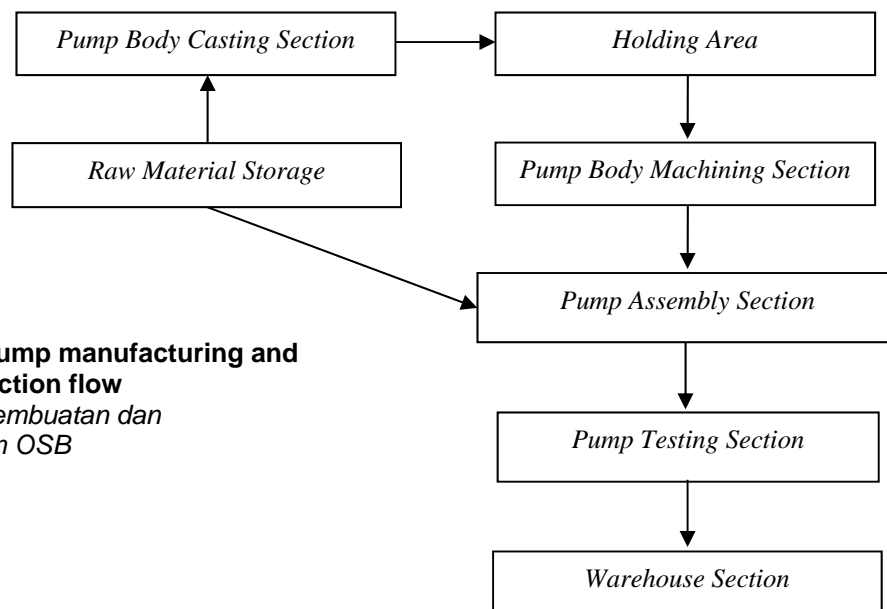 Pump Body Casting Section
Holding Area
Raw Material Storage
Pump Body Machining Section
Pump Assembly Section
ump manufacturing and
ction flow
embuatan dan
OSB
Pump Testing Section
Warehouse Section